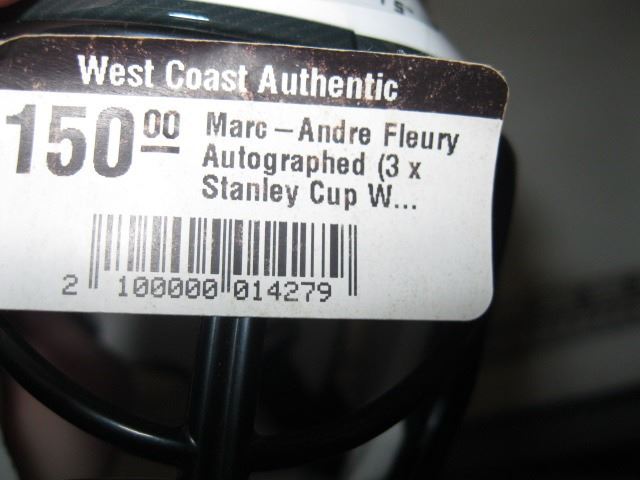 West Coast Authentic
150.00
Marc-Andre Fleury
Autographed (3 x
Stanley Cup W...
2 100000 014279